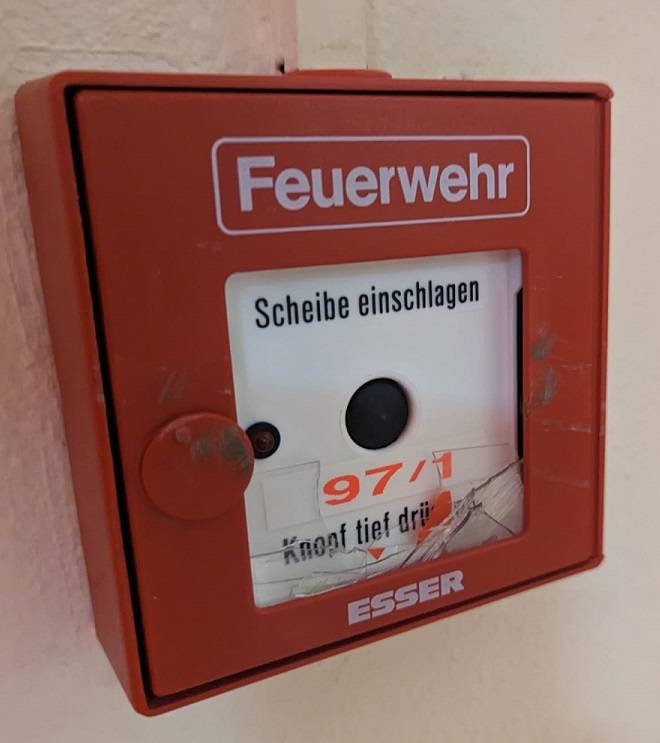 Feuerwehr
Scheibe einschlagen
97/1
Knopf tief
ESSER